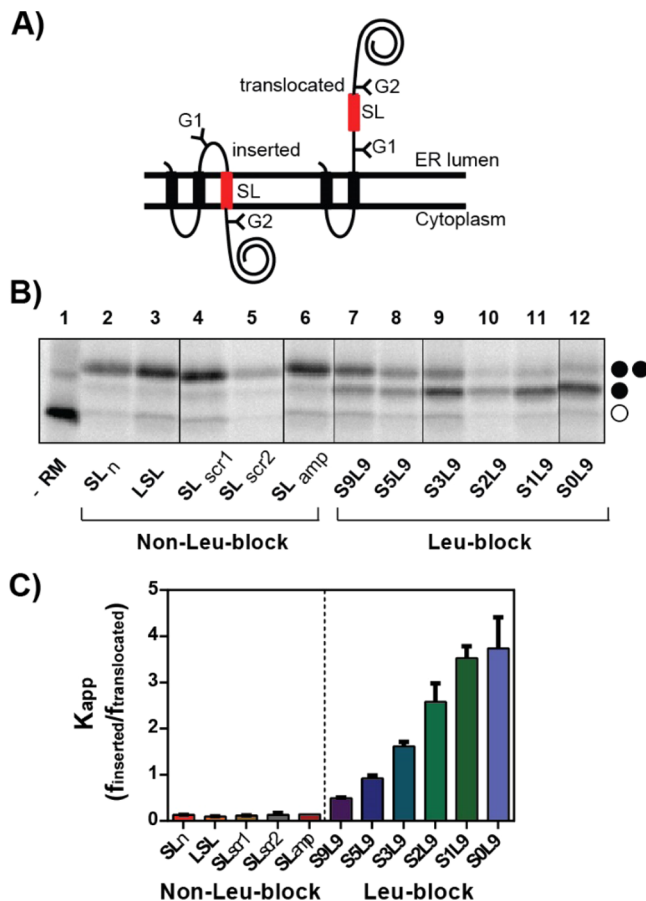 A)
translocated
G2
SL
G1
G1
inserted
ER lumen
SL
G2
Cytoplasm
B)
1 2 3 4 5 6 7 8 9 10 11 12
- RM SLn LSL SL scr1 SL scr2 SL amp S9L9 S5L9 S3L9 S2L9 S1L9 S0L9
Non-Leu-block Leu-block
C)
Kapp
(finserted/ftranslocated)
5
4
3
2
1
0
SLn LSL SLscr1 SLscr2 SLamp S9L9 S5L9 S3L9 S2L9 S1L9 S0L9
Non-Leu-block Leu-block